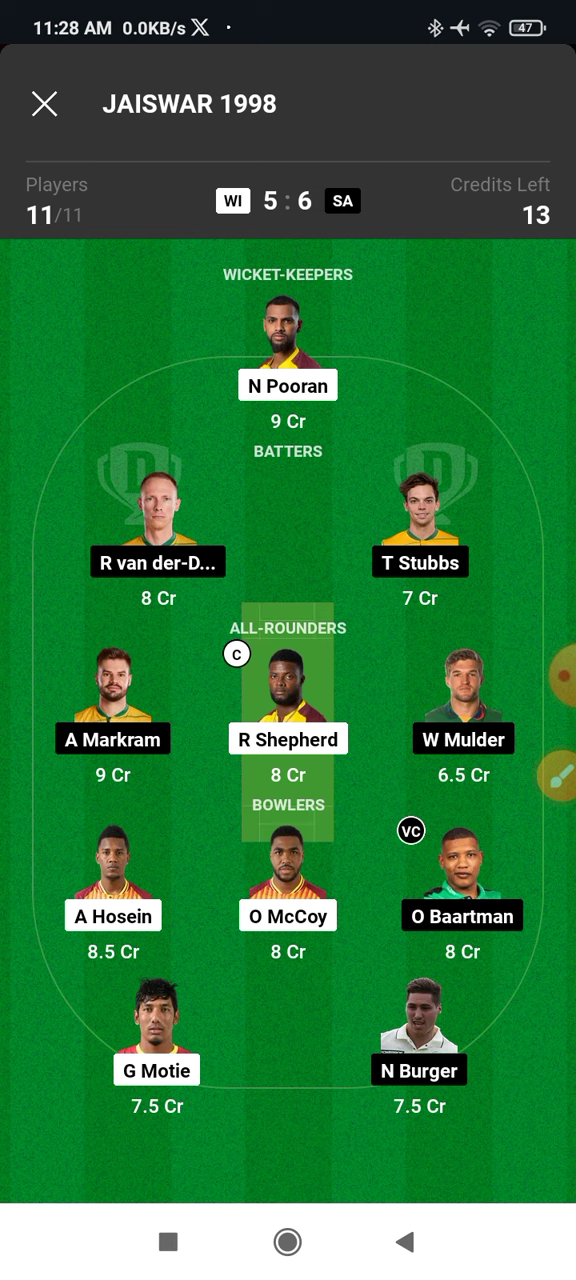 11:28 AM 0.0KB/s X ·
47
JAISWAR 1998
Players
Credits Left
11/11
WI 5 : 6 SA
13
WICKET-KEEPERS
N Pooran
9 Cr
BATTERS
D D
R van der-D... T Stubbs
8 Cr 7 Cr
ALL-ROUNDERS
C
A Markram R Shepherd W Mulder
9 Cr 8 Cr 6.5 Cr
BOWLERS
VC
A Hosein O McCoy O Baartman
8.5 Cr 8 Cr 8 Cr
G Motie N Burger
7.5 Cr 7.5 Cr